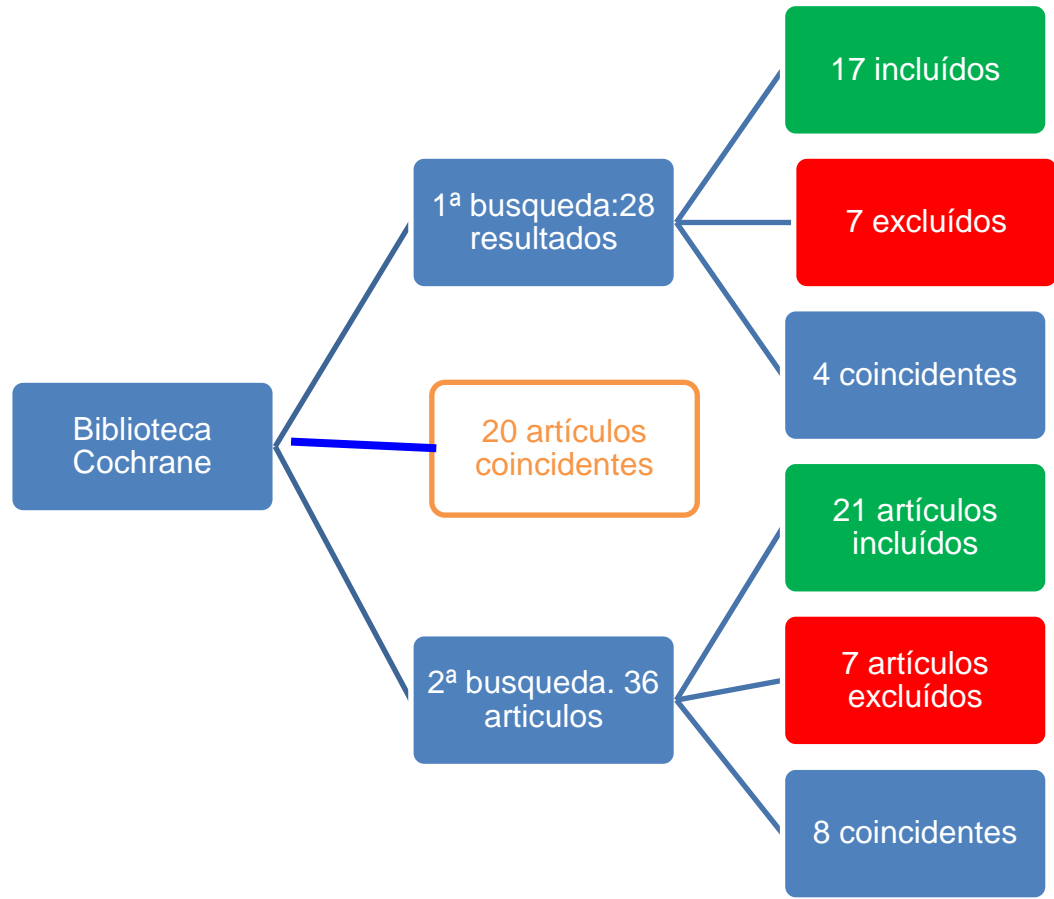 Biblioteca
Cochrane
1ª busqueda:28
resultados
17 incluídos
7 excluídos
4 coincidentes
20 artículos
coincidentes
2ª busqueda. 36
articulos
21 artículos
incluídos
7 artículos
excluídos
8 coincidentes